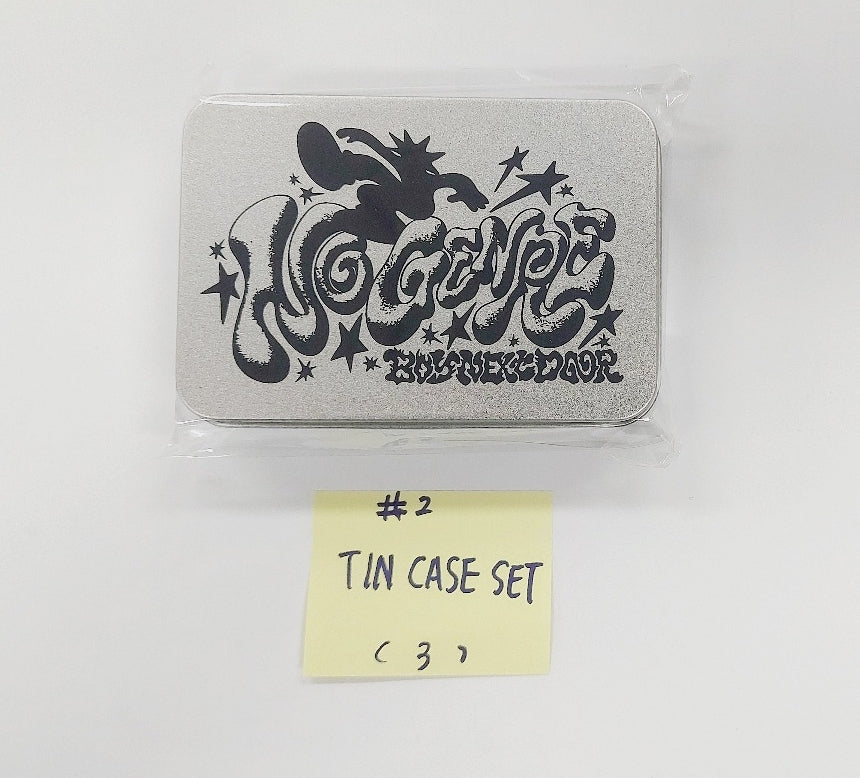 NO GENRE
BOYNEXTDOOR
#2
TIN CASE SET
(3)